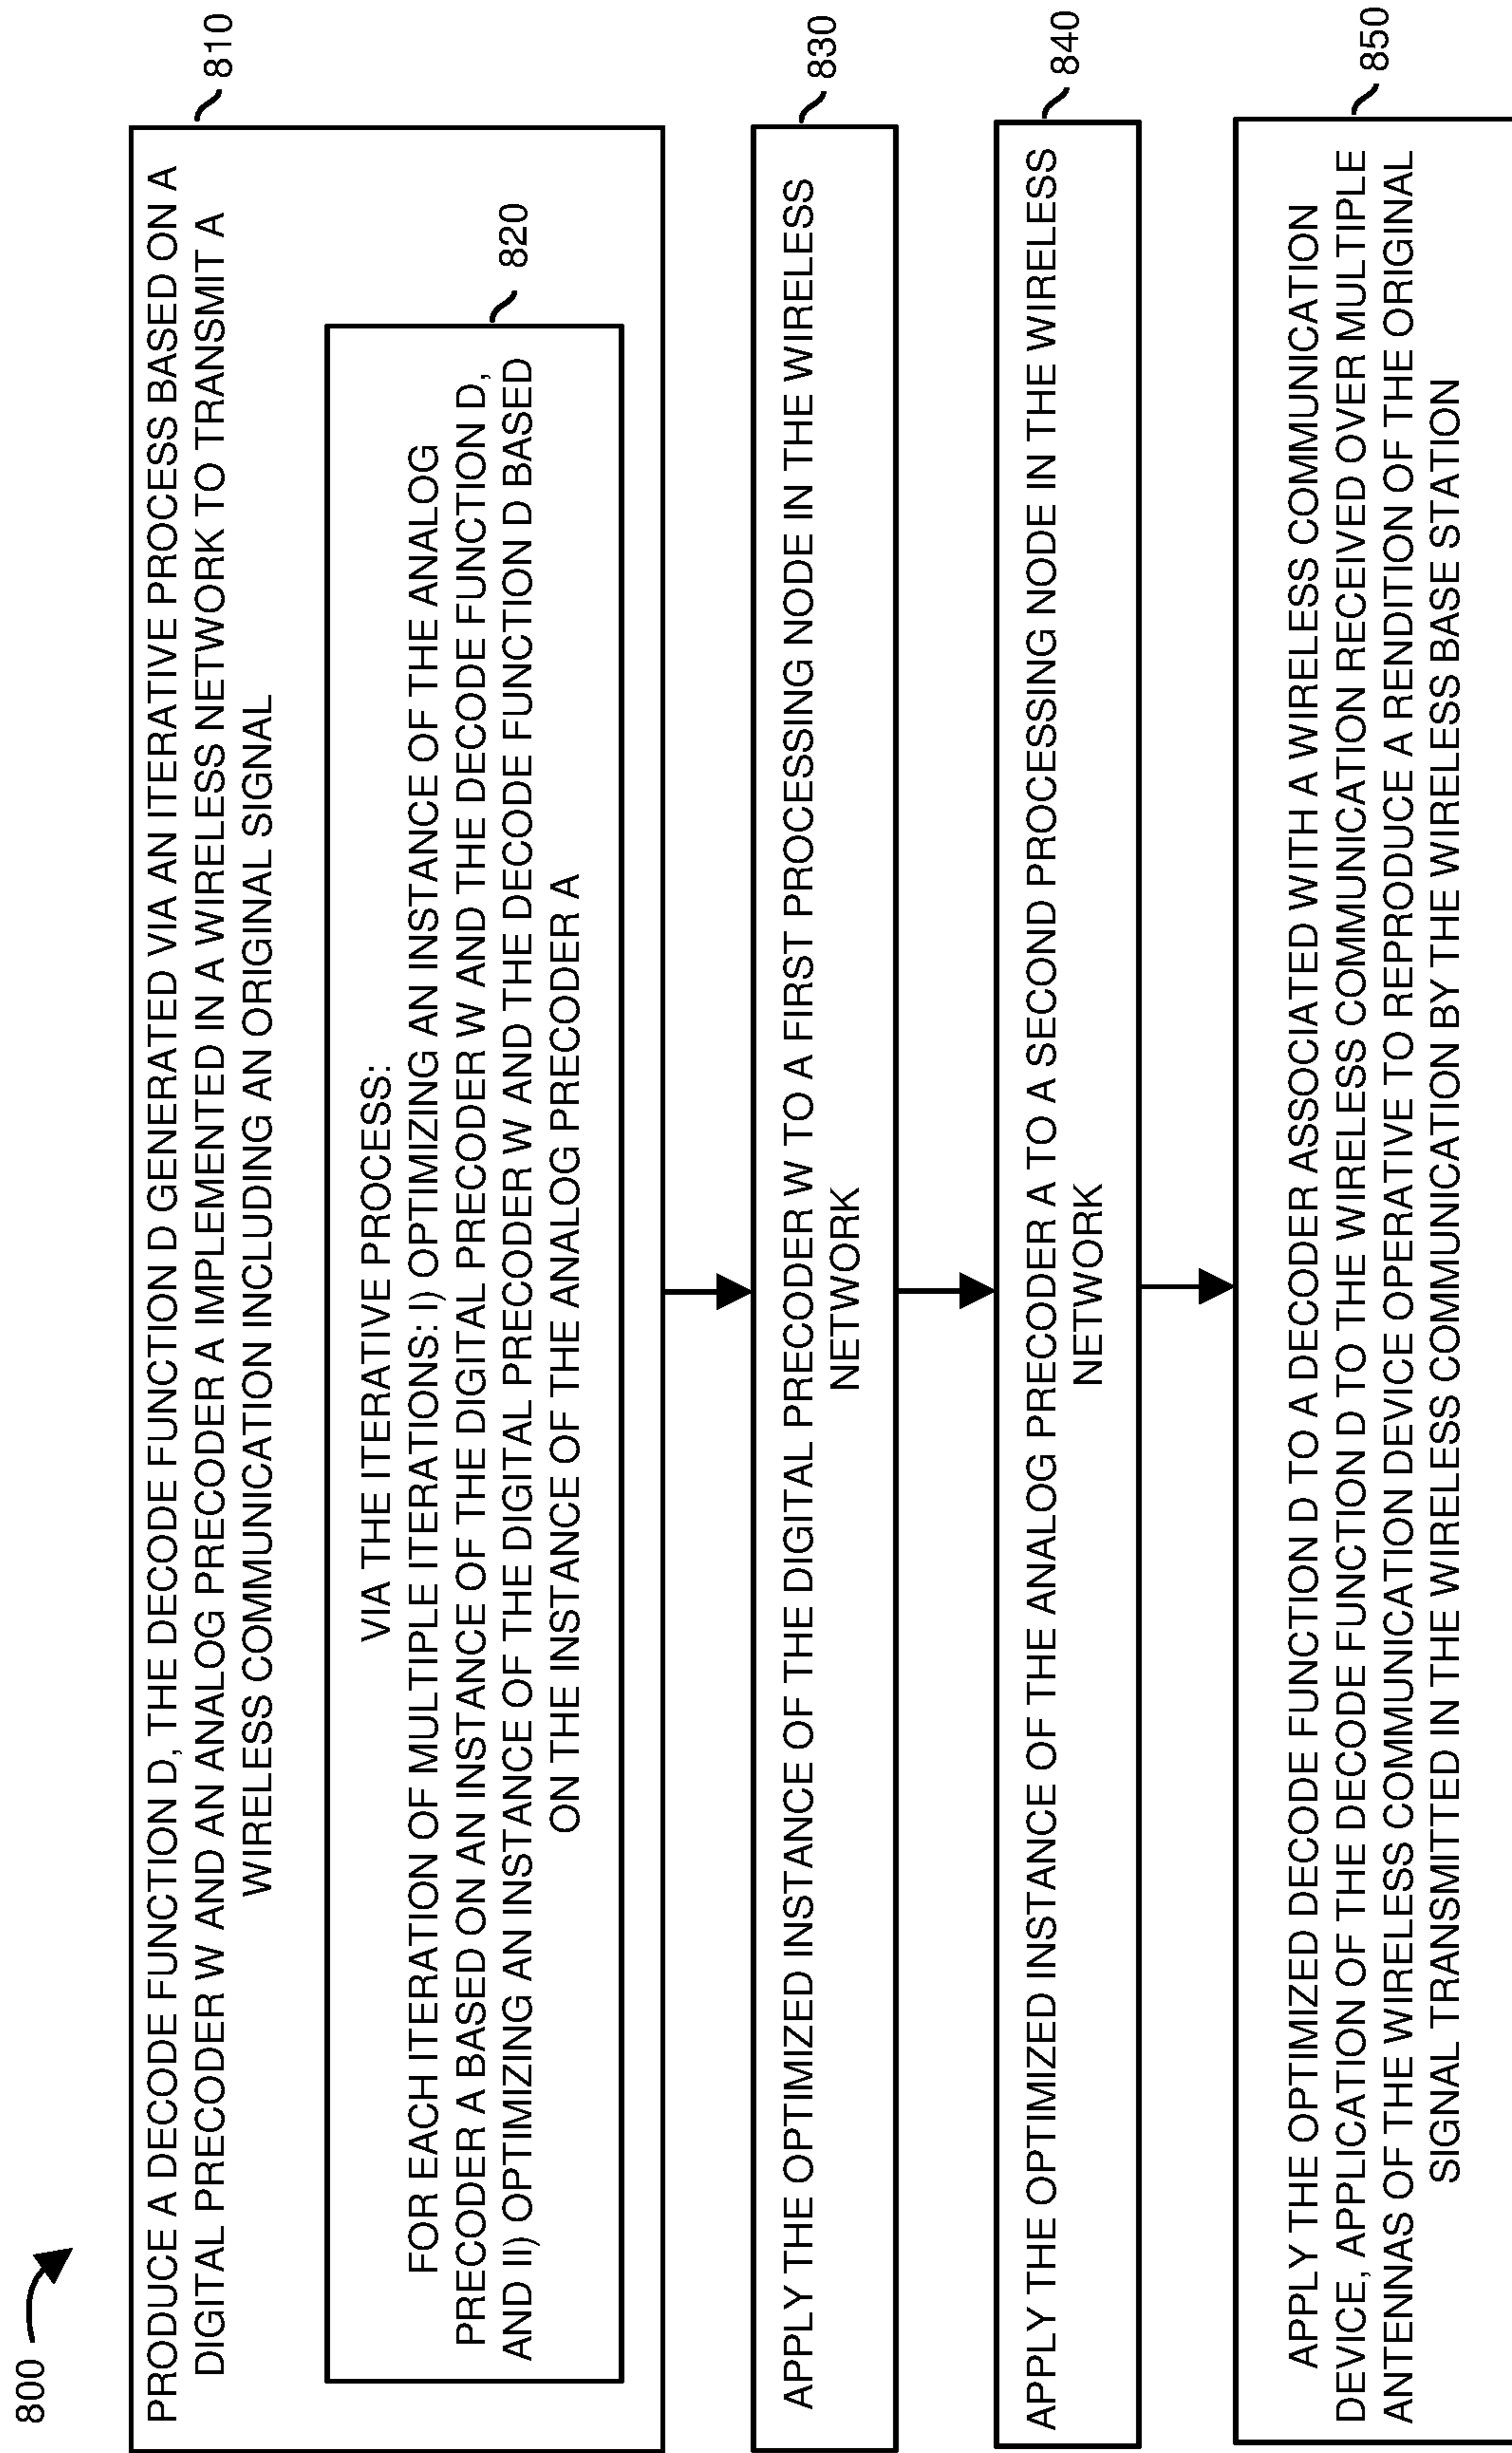 800
810
PRODUCE A DECODE FUNCTION D, THE DECODE FUNCTION D GENERATED VIA AN ITERATIVE PROCESS BASED ON A
DIGITAL PRECODER W AND AN ANALOG PRECODER A IMPLEMENTED IN A WIRELESS NETWORK TO TRANSMIT A
WIRELESS COMMUNICATION INCLUDING AN ORIGINAL SIGNAL
820
VIA THE ITERATIVE PROCESS:
FOR EACH ITERATION OF MULTIPLE ITERATIONS: I) OPTIMIZING AN INSTANCE OF THE ANALOG
PRECODER A BASED ON AN INSTANCE OF THE DIGITAL PRECODER W AND THE DECODE FUNCTION D,
AND II) OPTIMIZING AN INSTANCE OF THE DIGITAL PRECODER W AND THE DECODE FUNCTION D BASED
ON THE INSTANCE OF THE ANALOG PRECODER A
830
APPLY THE OPTIMIZED INSTANCE OF THE DIGITAL PRECODER W TO A FIRST PROCESSING NODE IN THE WIRELESS
NETWORK
840
APPLY THE OPTIMIZED INSTANCE OF THE ANALOG PRECODER A TO A SECOND PROCESSING NODE IN THE WIRELESS
NETWORK
850
APPLY THE OPTIMIZED DECODE FUNCTION D TO A DECODER ASSOCIATED WITH A WIRELESS COMMUNICATION
DEVICE, APPLICATION OF THE DECODE FUNCTION D TO THE WIRELESS COMMUNICATION RECEIVED OVER MULTIPLE
ANTENNAS OF THE WIRELESS COMMUNICATION DEVICE OPERATIVE TO REPRODUCE A RENDITION OF THE ORIGINAL
SIGNAL TRANSMITTED IN THE WIRELESS COMMUNICATION BY THE WIRELESS BASE STATION